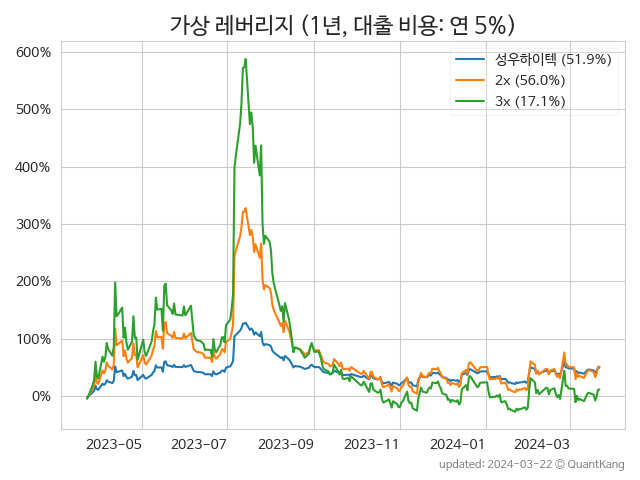 가상 레버리지 (1년, 대출 비용: 연 5%)
600%
500%
400%
300%
200%
100%
0%
성우하이텍 (51.9%)
2x (56.0%)
3x (17.1%)
2023-05
2023-07
2023-09
2023-11
2024-01
2024-03
updated: 2024-03-22 © QuantKang